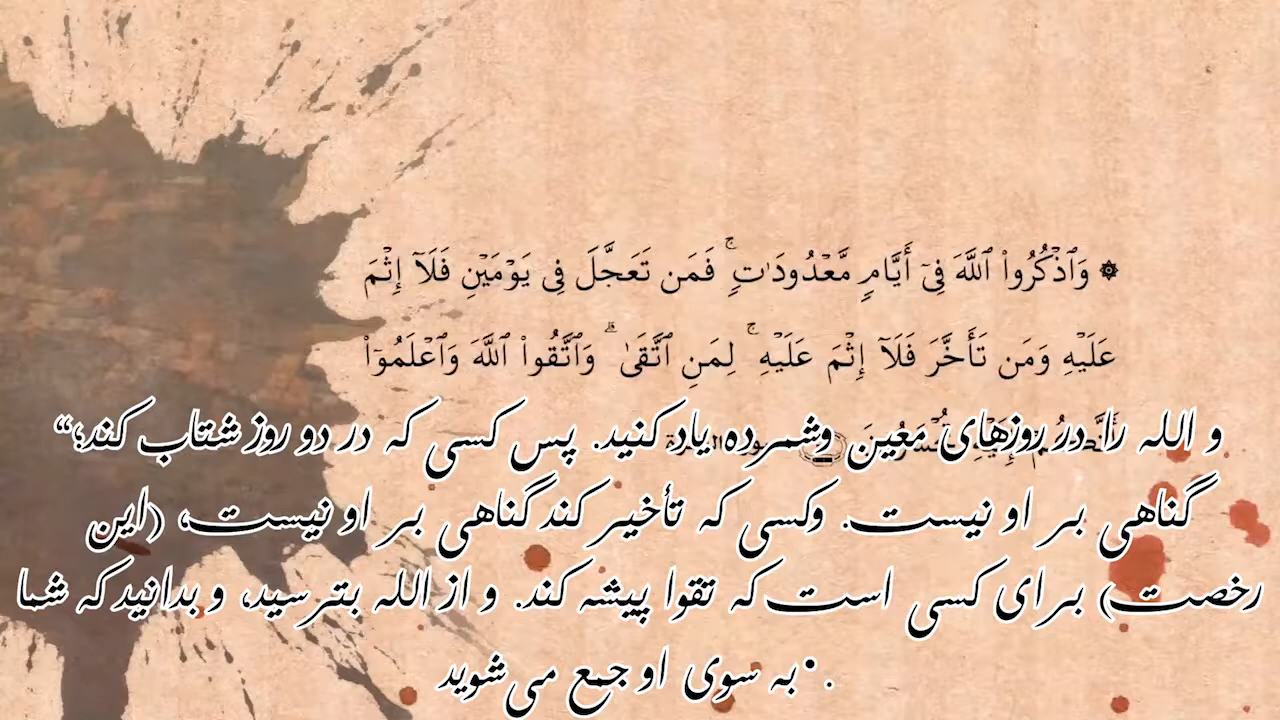 ۞ وَٱذْكُرُوا۟ ٱللَّهَ فِىٓ أَيَّامٍۢ مَّعْدُودَٰتٍۢ ۚ فَمَن تَعَجَّلَ فِى يَوْمَيْنِ فَلَآ إِثْمَ
عَلَيْهِ وَمَن تَأَخَّرَ فَلَآ إِثْمَ عَلَيْهِ ۚ لِمَنِ ٱتَّقَىٰ ۗ وَٱتَّقُوا۟ ٱللَّهَ وَٱعْلَمُوٓا۟
“و الله را در روزهای معین وشمرده یاد کنید. پس کسی که در دو روز شتاب کند؛
گناهی بر او نیست. وکسی که تأخیر کند گناهی بر او نیست، (این
رخصت) برای کسی است که تقوا پیشه کند. و از الله بترسید، و بدانید که شما
به سوی او جمع می‌شوید•.